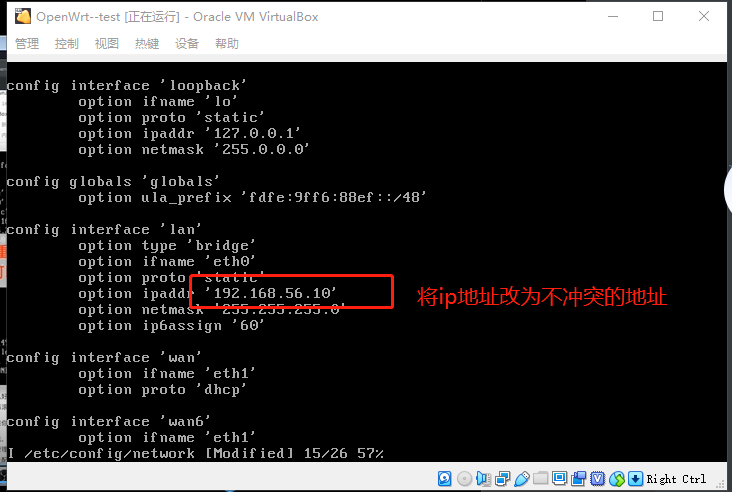 OpenWrt--test [正在运行] - Oracle VM VirtualBox
管理 控制 视图 热键 设备 帮助
config interface 'loopback'
option ifname 'lo'
option proto 'static'
option ipaddr '127.0.0.1'
option netmask '255.0.0.0'
config globals 'globals'
option ula_prefix 'fdfe:9ff6:88ef::/48'
config interface 'lan'
option type 'bridge'
option ifname 'eth0'
option proto 'static'
option ipaddr '192.168.56.10'
将ip地址改为不冲突的地址
option netmask '255.255.255.0'
option ip6assign '60'
config interface 'wan'
option ifname 'eth1'
option proto 'dhcp'
config interface 'wan6'
option ifname 'eth1'
I /etc/config/network [Modified] 15/26 57%
Right Ctrl